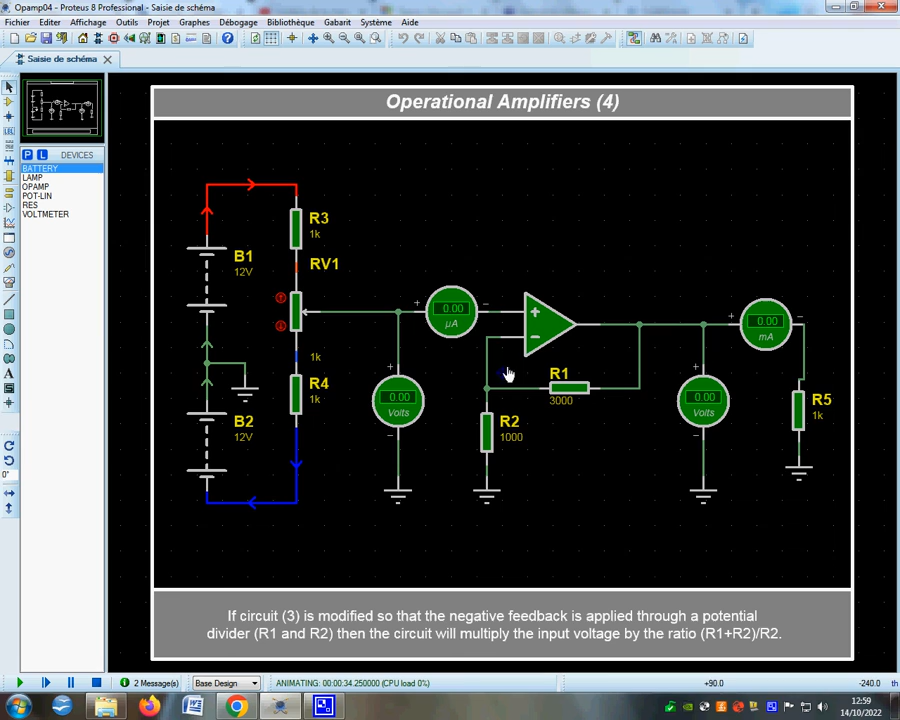 Opamp04 - Proteus 8 Professional - Saisie de schéma
Fichier Editer Affichage Outils Projet Graphes Débogage Bibliothèque Gabarit Système Aide
Saisie de schéma
P L DEVICES
BATTERY
LAMP
OPAMP
POT-LIN
RES
VOLTMETER
LBL
A
0°
Operational Amplifiers (4)
R3
1k
B1
12V
RV1
1k
R4
1k
B2
12V
+ 0.00 −
µA
+
0.00
Volts
−
+
−
R1
3000
R2
1000
+
0.00
Volts
−
+ 0.00 −
mA
R5
1k
If circuit (3) is modified so that the negative feedback is applied through a potential
divider (R1 and R2) then the circuit will multiply the input voltage by the ratio (R1+R2)/R2.
2 Message(s) Base Design ANIMATING: 00:00:34.250000 (CPU load 0%) +90.0 -240.0 th
12:59
14/10/2022